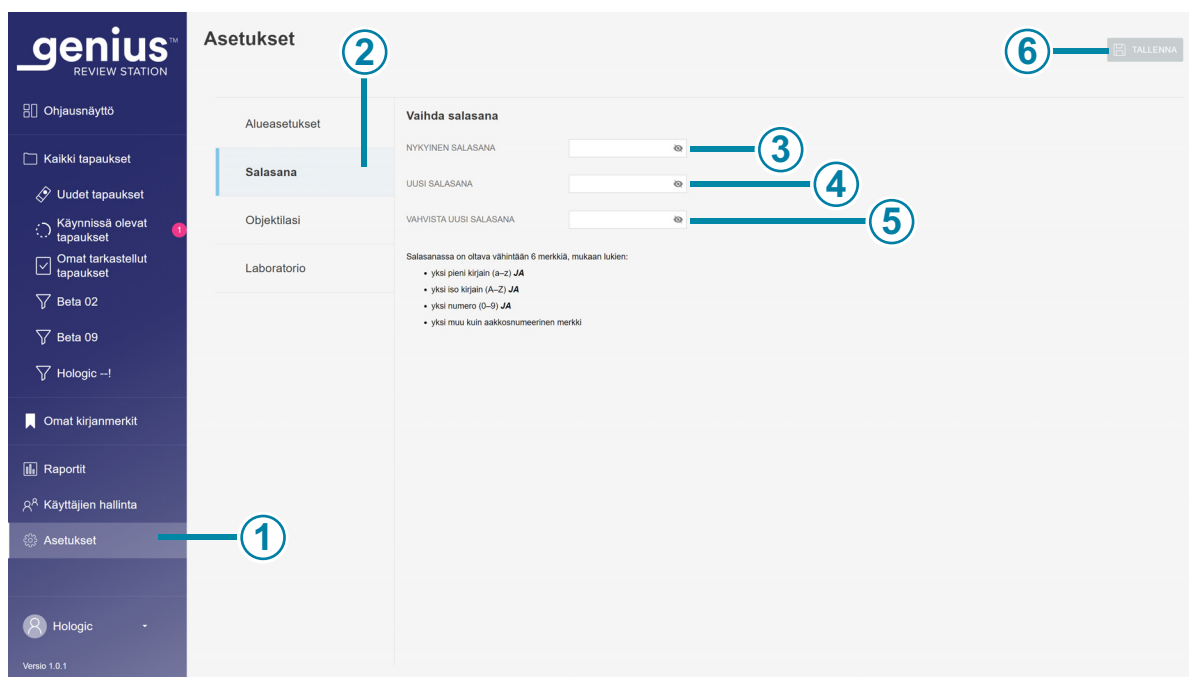 genius™
REVIEW STATION
Ohjausnäyttö
Kaikki tapaukset
Uudet tapaukset
Käynnissä olevat
tapaukset
1
Omat tarkastellut
tapaukset
Beta 02
Beta 09
Hologic --!
Omat kirjanmerkit
Raportit
Käyttäjien hallinta
Asetukset
1
Hologic
Versio 1.0.1
Asetukset
2
6
TALLENNA
Alueasetukset
Salasana
Objektilasi
Laboratorio
Vaihda salasana
NYKYINEN SALASANA
3
UUSI SALASANA
4
VAHVISTA UUSI SALASANA
5
Salasanassa on oltava vähintään 6 merkkiä, mukaan lukien:
• yksi pieni kirjain (a–z) JA
• yksi iso kirjain (A–Z) JA
• yksi numero (0–9) JA
• yksi muu kuin aakkosnumeerinen merkki